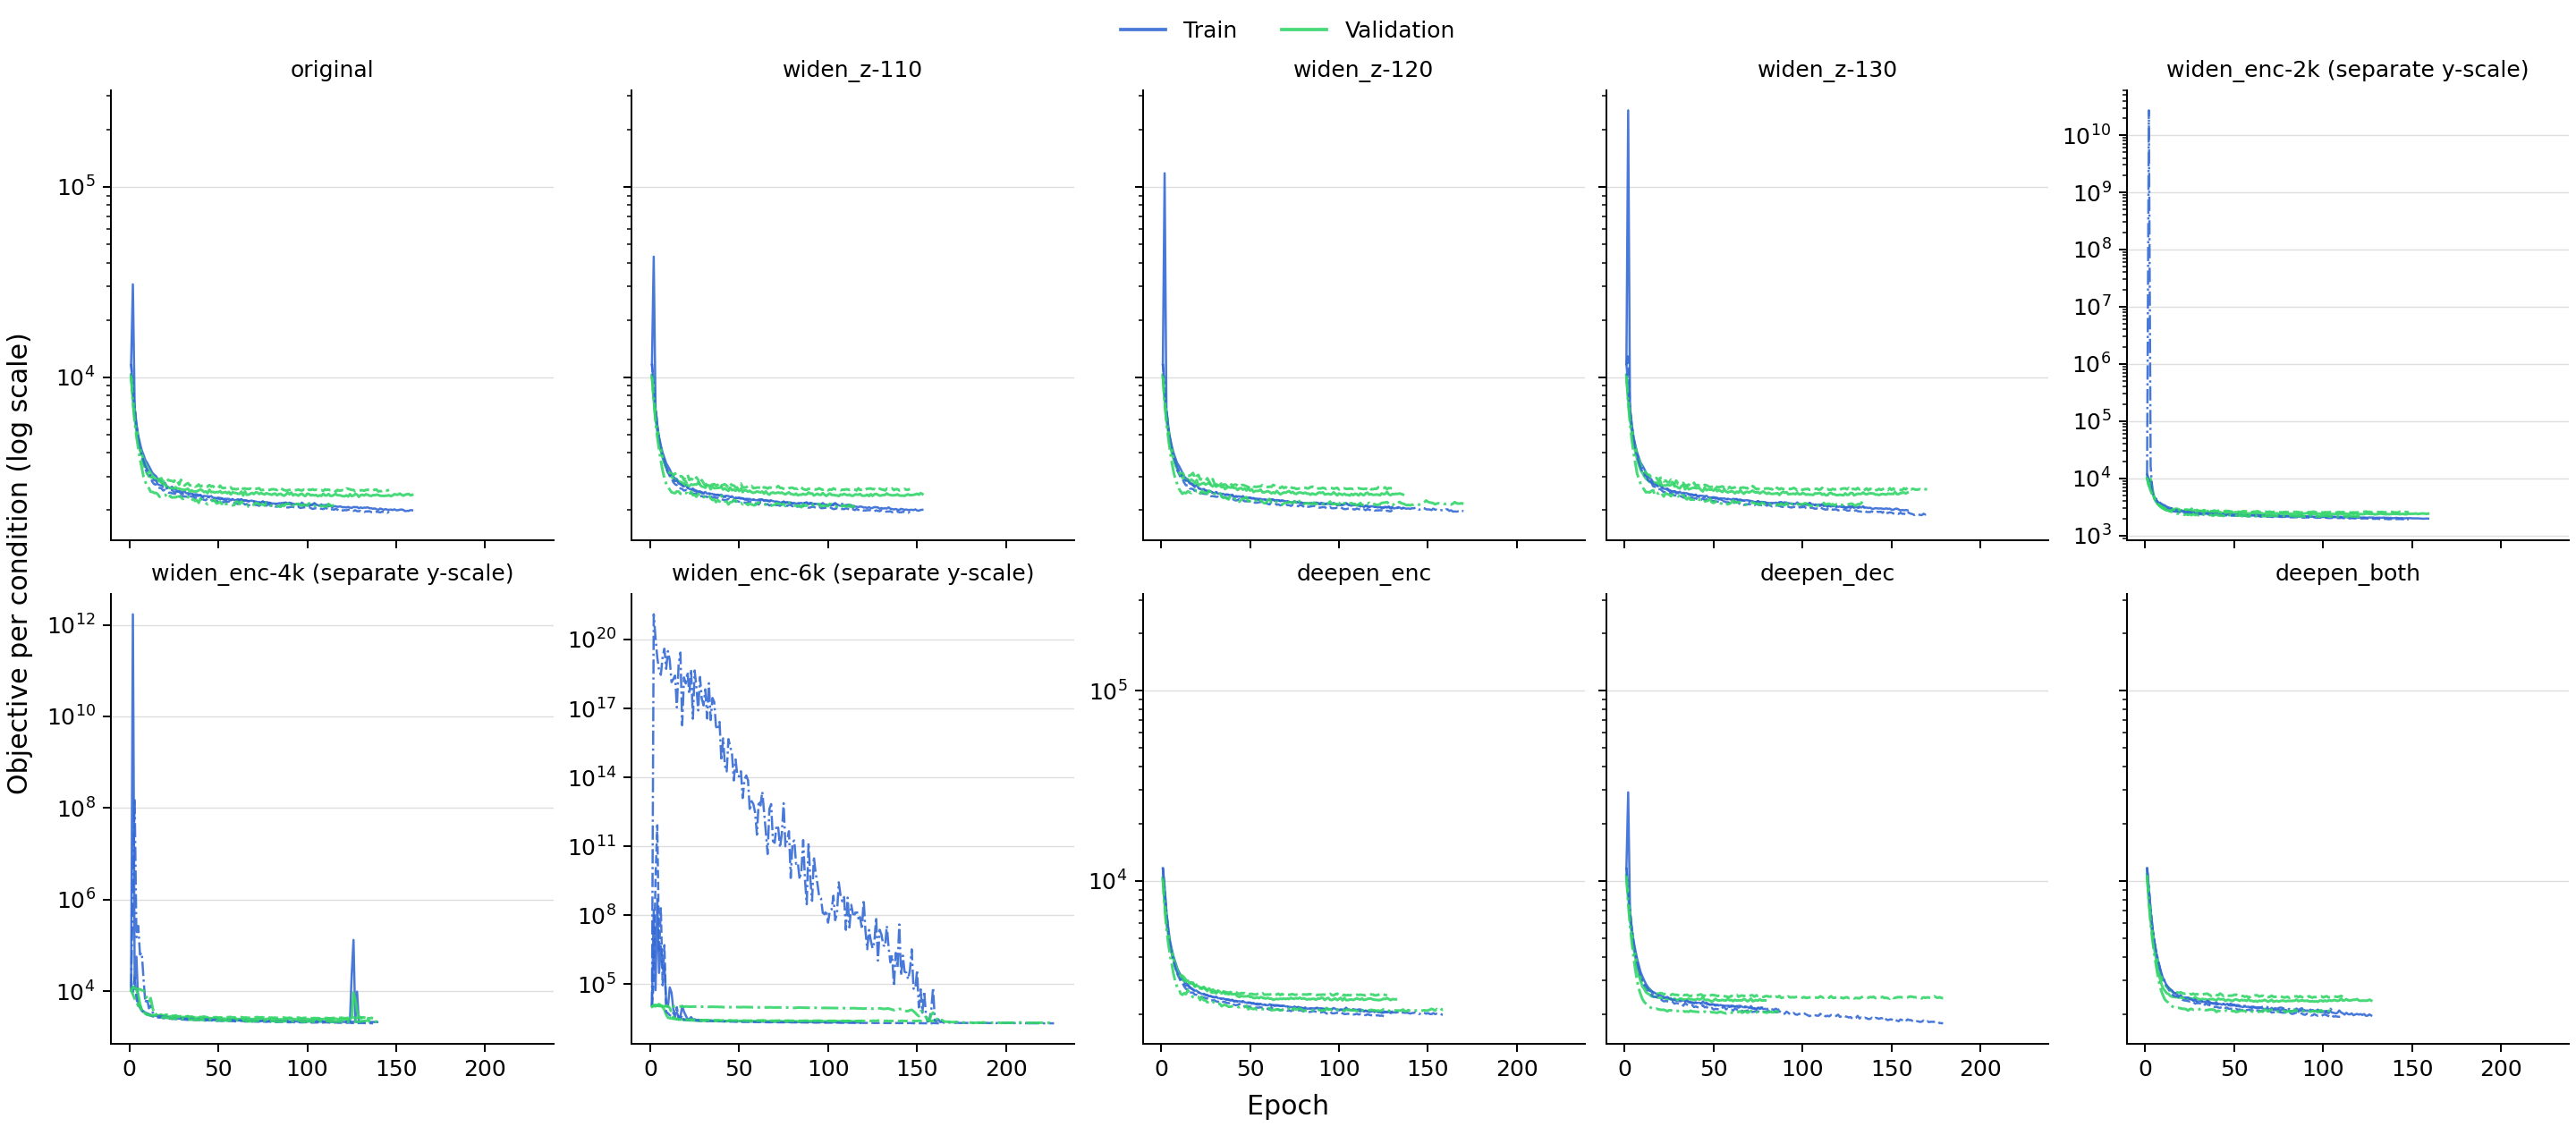 Train Validation
original
widen_z-110
widen_z-120
widen_z-130
widen_enc-2k (separate y-scale)
10^5
10^4
10^10
10^9
10^8
10^7
10^6
10^5
10^4
10^3
Objective per condition (log scale)
widen_enc-4k (separate y-scale)
widen_enc-6k (separate y-scale)
deepen_enc
deepen_dec
deepen_both
10^12
10^10
10^8
10^6
10^4
10^20
10^17
10^14
10^11
10^8
10^5
10^5
10^4
0 50 100 150 200
0 50 100 150 200
0 50 100 150 200
0 50 100 150 200
0 50 100 150 200
Epoch